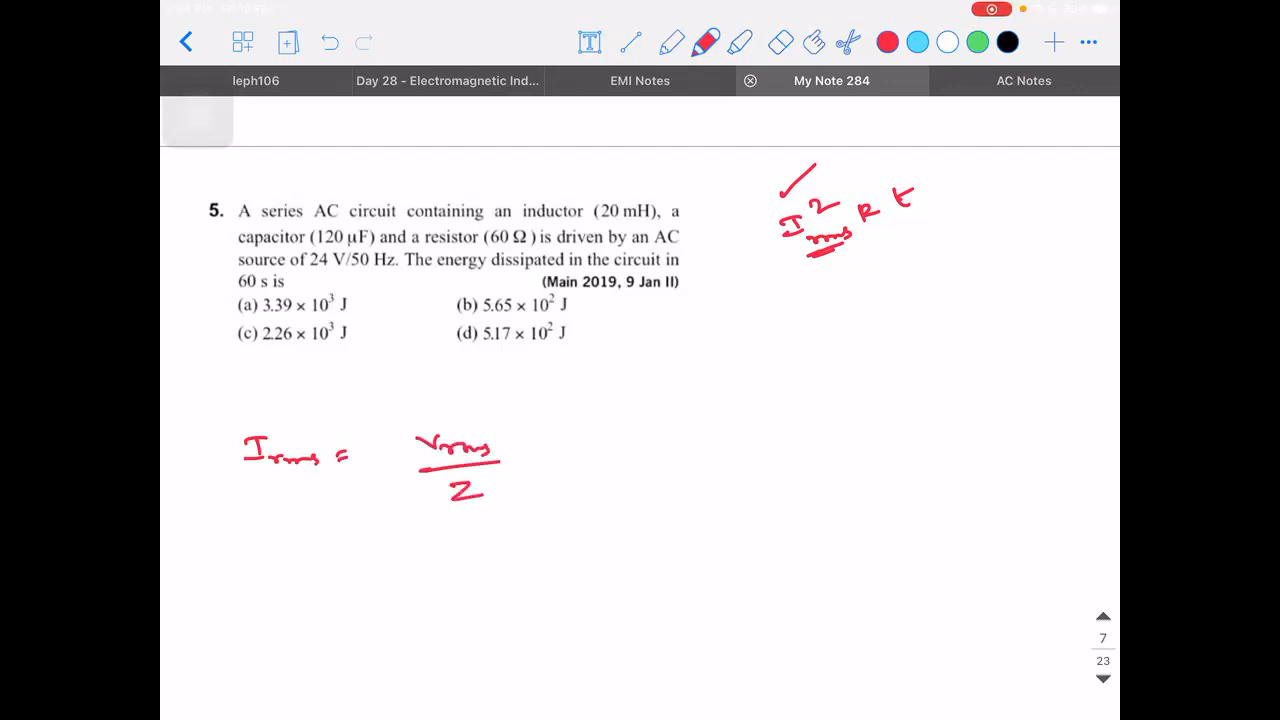 leph106
Day 28 - Electromagnetic Ind...
EMI Notes
My Note 284
AC Notes
5. A series AC circuit containing an inductor (20 mH), a
capacitor (120 μF) and a resistor (60 Ω) is driven by an AC
source of 24 V/50 Hz. The energy dissipated in the circuit in
60 s is (Main 2019, 9 Jan II)
(a) 3.39 × 10³ J (b) 5.65 × 10² J
(c) 2.26 × 10³ J (d) 5.17 × 10² J
I²rms R t
Irms = Vrms
Z
7
23